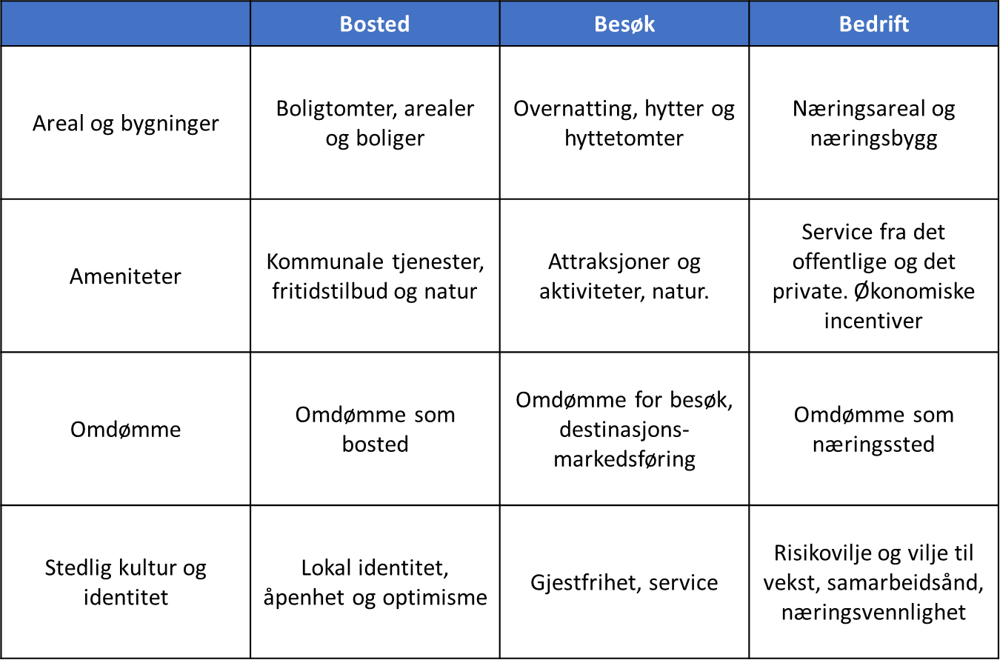 Bosted
Besøk
Bedrift
Areal og bygninger
Boligtomter, arealer
og boliger
Overnatting, hytter og
hyttetomter
Næringsareal og
næringsbygg
Ameniteter
Kommunale tjenester,
fritidstilbud og natur
Attraksjoner og
aktiviteter, natur.
Service fra det
offentlige og det
private. Økonomiske
incentiver
Omdømme
Omdømme som
bosted
Omdømme for besøk,
destinasjons-
markedsføring
Omdømme som
næringssted
Stedlig kultur og
identitet
Lokal identitet,
åpenhet og optimisme
Gjestfrihet, service
Risikovilje og vilje til
vekst, samarbeidsånd,
næringsvennlighet